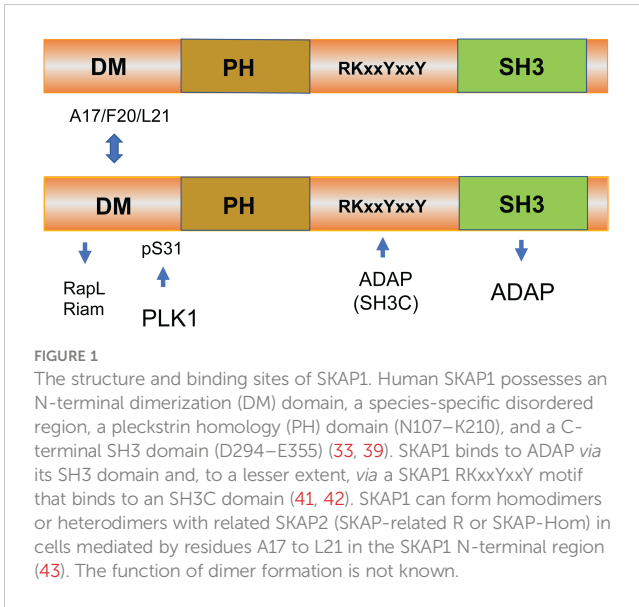 DM PH RKxxYxxY SH3
A17/F20/L21
DM PH RKxxYxxY SH3
pS31
RapL
Riam
PLK1
ADAP
(SH3C)
ADAP
FIGURE 1
The structure and binding sites of SKAP1. Human SKAP1 possesses an
N-terminal dimerization (DM) domain, a species-specific disordered
region, a pleckstrin homology (PH) domain (N107–K210), and a C-
terminal SH3 domain (D294–E355) (33, 39). SKAP1 binds to ADAP via
its SH3 domain and, to a lesser extent, via a SKAP1 RKxxYxxY motif
that binds to an SH3C domain (41, 42). SKAP1 can form homodimers
or heterodimers with related SKAP2 (SKAP-related R or SKAP-Hom) in
cells mediated by residues A17 to L21 in the SKAP1 N-terminal region
(43). The function of dimer formation is not known.